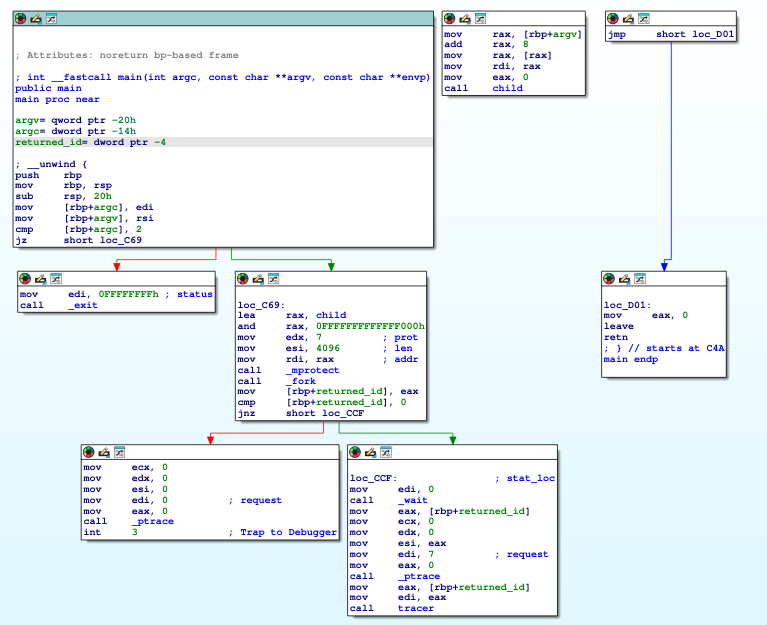 ; Attributes: noreturn bp-based frame
; int __fastcall main(int argc, const char **argv, const char **envp)
public main
main proc near
argv= qword ptr -20h
argc= dword ptr -14h
returned_id= dword ptr -4
; __unwind {
push rbp
mov rbp, rsp
sub rsp, 20h
mov [rbp+argc], edi
mov [rbp+argv], rsi
cmp [rbp+argc], 2
jz short loc_C69
mov rax, [rbp+argv]
add rax, 8
mov rax, [rax]
mov rdi, rax
mov eax, 0
call child
jmp short loc_D01
mov edi, 0FFFFFFFFh ; status
call _exit
loc_C69:
lea rax, child
and rax, 0FFFFFFFFFFFFF000h
mov edx, 7 ; prot
mov esi, 4096 ; len
mov rdi, rax ; addr
call _mprotect
call _fork
mov [rbp+returned_id], eax
cmp [rbp+returned_id], 0
jnz short loc_CCF
loc_D01:
mov eax, 0
leave
retn
; } // starts at C4A
main endp
mov ecx, 0
mov edx, 0
mov esi, 0
mov edi, 0 ; request
mov eax, 0
call _ptrace
int 3 ; Trap to Debugger
loc_CCF: ; stat_loc
mov edi, 0
call _wait
mov eax, [rbp+returned_id]
mov ecx, 0
mov edx, 0
mov esi, eax
mov edi, 7 ; request
mov eax, 0
call _ptrace
mov eax, [rbp+returned_id]
mov edi, eax
call tracer